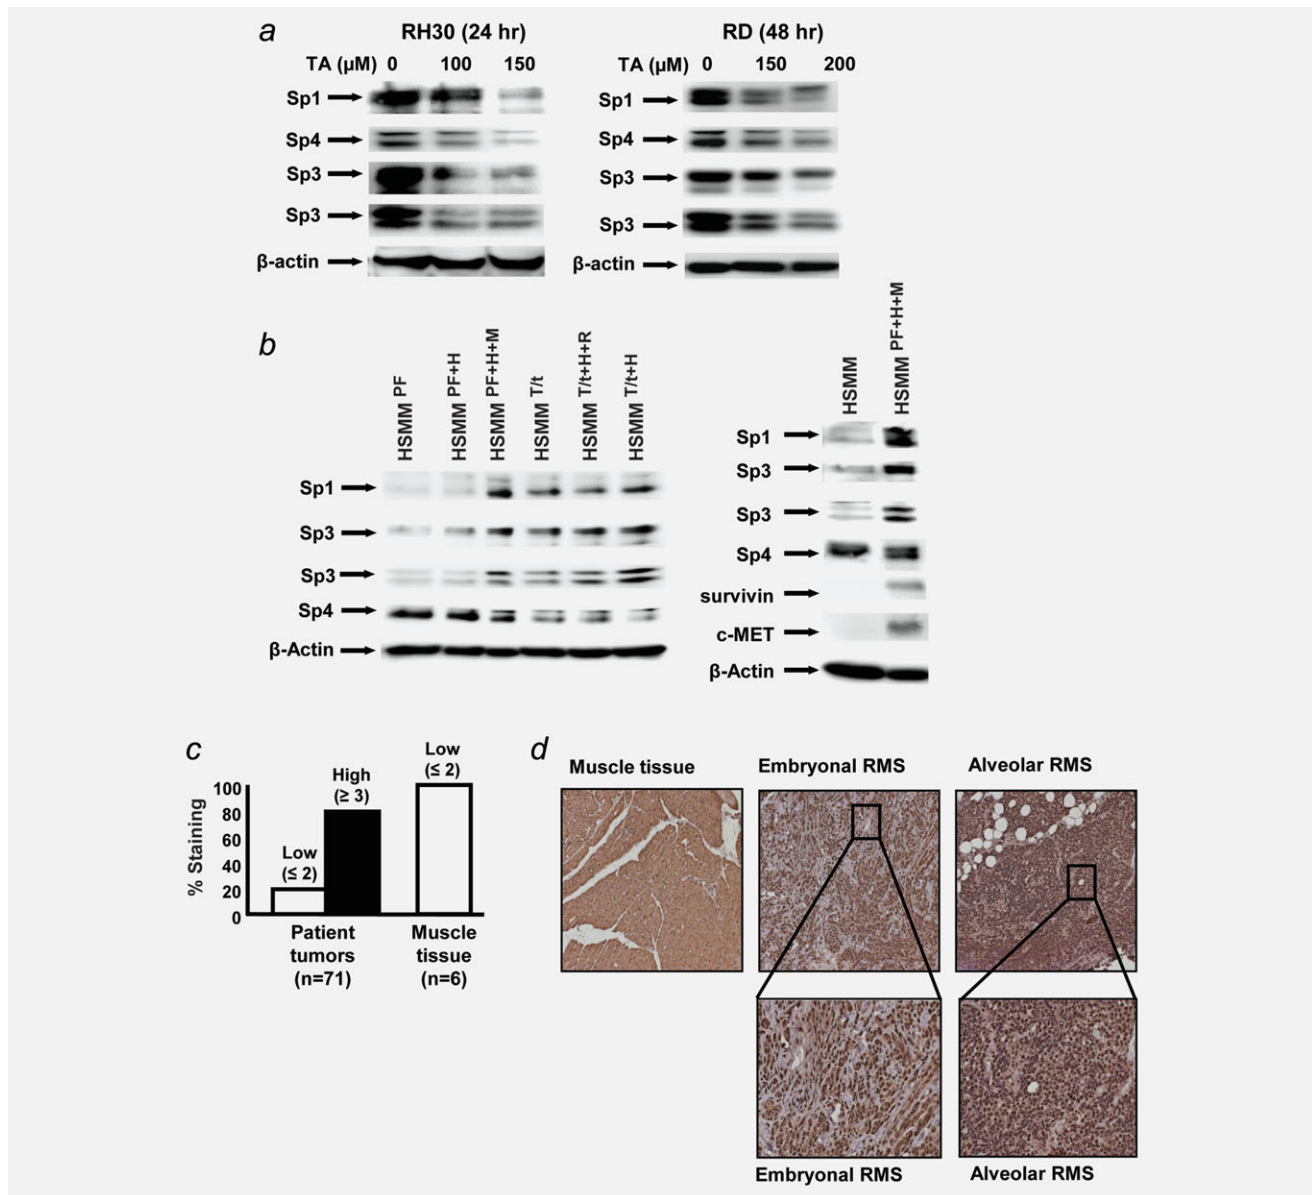 a
RH30 (24 hr)
TA (µM) 0 100 150
Sp1
Sp4
Sp3
Sp3
β-actin
RD (48 hr)
TA (µM) 0 150 200
Sp1
Sp4
Sp3
Sp3
β-actin
b
HSMM PF
HSMM PF+H
HSMM PF+H+M
HSMM T/t
HSMM T/t+H+R
HSMM T/t+H
Sp1
Sp3
Sp3
Sp4
β-Actin
HSMM
HSMM PF+H+M
Sp1
Sp3
Sp3
Sp4
survivin
c-MET
β-Actin
c
% Staining
100
80
60
40
20
0
Low
(≤ 2)
High
(≥ 3)
Low
(≤ 2)
Patient
tumors
(n=71)
Muscle
tissue
(n=6)
d
Muscle tissue
Embryonal RMS
Alveolar RMS
Embryonal RMS
Alveolar RMS